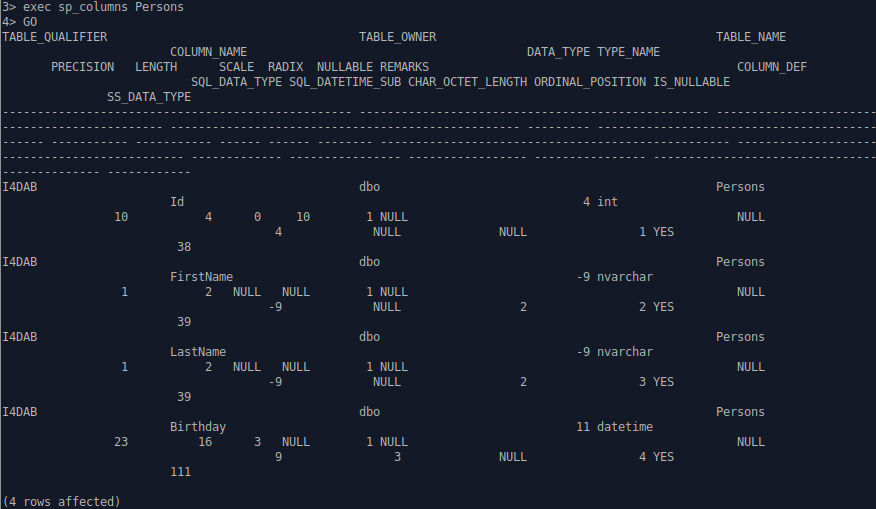 3> exec sp_columns Persons
4> GO
TABLE_QUALIFIER TABLE_OWNER TABLE_NAME
COLUMN_NAME DATA_TYPE TYPE_NAME
PRECISION LENGTH SCALE RADIX NULLABLE REMARKS COLUMN_DEF
SQL_DATA_TYPE SQL_DATETIME_SUB CHAR_OCTET_LENGTH ORDINAL_POSITION IS_NULLABLE
SS_DATA_TYPE
-------------------------------------------------- -------------------------------------------------- -----------------------
----------------------- -------------------------------------------------- --------- -----------------------------------
------ ----------- ----------- ------ ------ -------- -------------------------------------------------- --------------------
--------------------------- ------------- ---------------- ----------------- ---------------- --------------------------------
-------------- ------------
I4DAB dbo Persons
Id 4 int
10 4 0 10 1 NULL NULL
4 NULL NULL 1 YES
38
I4DAB dbo Persons
FirstName -9 nvarchar
1 2 NULL NULL 1 NULL NULL
-9 NULL 2 2 YES
39
I4DAB dbo Persons
LastName -9 nvarchar
1 2 NULL NULL 1 NULL NULL
-9 NULL 2 3 YES
39
I4DAB dbo Persons
Birthday 11 datetime
23 16 3 NULL 1 NULL NULL
9 3 NULL 4 YES
111
(4 rows affected)